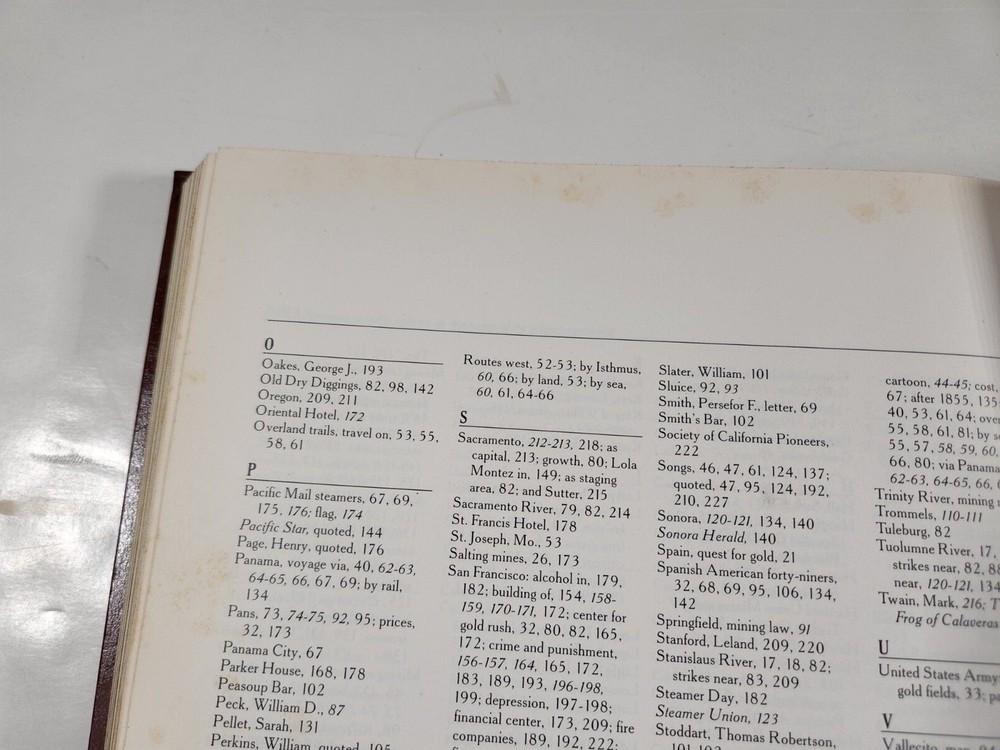 O
Oakes, George J., 193
Old Dry Diggings, 82, 98, 142
Oregon, 209, 211
Oriental Hotel, 172
Overland trails, travel on, 53, 55,
58, 61
P
Pacific Mail steamers, 67, 69,
175, 176; flag, 174
Pacific Star, quoted, 144
Page, Henry, quoted, 176
Panama, voyage via, 40, 62-63,
64-65, 66, 67, 69; by rail,
134
Pans, 73, 74-75, 92, 95; prices,
32, 173
Panama City, 67
Parker House, 168, 178
Peasoup Bar, 102
Peck, William D., 87
Pellet, Sarah, 131
Perkins, William, quoted, 105
Routes west, 52-53; by Isthmus,
60, 66; by land, 53; by sea,
60, 61, 64-66
S
Sacramento, 212-213, 218; as
capital, 213; growth, 80; Lola
Montez in, 149; as staging
area, 82; and Sutter, 215
Sacramento River, 79, 82, 214
St. Francis Hotel, 178
St. Joseph, Mo., 53
Salting mines, 26, 173
San Francisco: alcohol in, 179,
182; building of, 154, 158-
159, 170-171, 172; center for
gold rush, 32, 80, 82, 165,
172; crime and punishment,
156-157, 164, 165, 172,
183, 189, 193, 196-198,
199; depression, 197-198;
financial center, 173, 209; fire
companies, 189, 192, 222;
Slater, William, 101
Sluice, 92, 93
Smith, Persefor F., letter, 69
Smith's Bar, 102
Society of California Pioneers,
222
Songs, 46, 47, 61, 124, 137;
quoted, 47, 95, 124, 192,
210, 227
Sonora, 120-121, 134, 140
Sonora Herald, 140
Spain, quest for gold, 21
Spanish American forty-niners,
32, 68, 69, 95, 106, 134,
142
Springfield, mining law, 91
Stanford, Leland, 209, 220
Stanislaus River, 17, 18, 82;
strikes near, 83, 209
Steamer Day, 182
Steamer Union, 123
Stoddart, Thomas Robertson,
cartoon, 44-45; cost,
67; after 1855, 135
40, 53, 61, 64; over
55, 58, 61, 81; by s
55, 57, 58, 59, 60,
66, 80; via Panama
62-63, 64-65, 66,
Trinity River, mining
Trommels, 110-111
Tuleburg, 82
Tuolumne River, 17,
strikes near, 82, 8
near, 120-121, 134
Twain, Mark, 216; T
Frog of Calaveras
U
United States Army
gold fields, 33; p
V
Vallecito